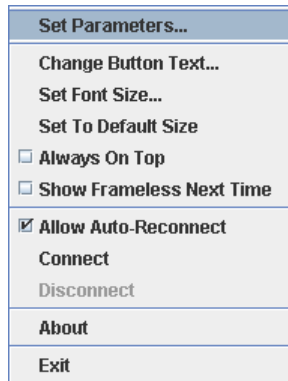 Set Parameters...
Change Button Text...
Set Font Size...
Set To Default Size
Always On Top
Show Frameless Next Time
Allow Auto-Reconnect
Connect
Disconnect
About
Exit